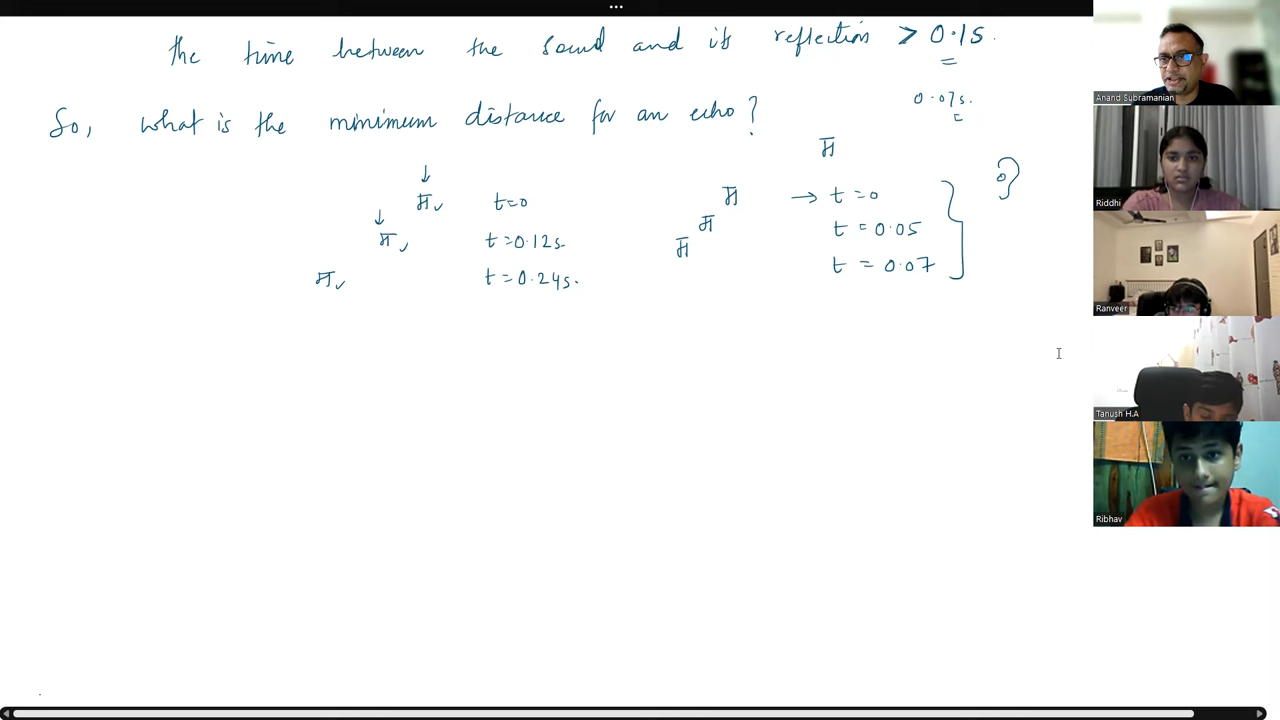 the time between the sound and its reflection > 0.1s.
0.07s.
So, what is the minimum distance for an echo?
t=0
t=0.12s
t=0.24s.
→ t=0
t = 0.05
t = 0.07
Anand Subramanian
Riddhi
Ranveer
Tanush H.A
Ribhav